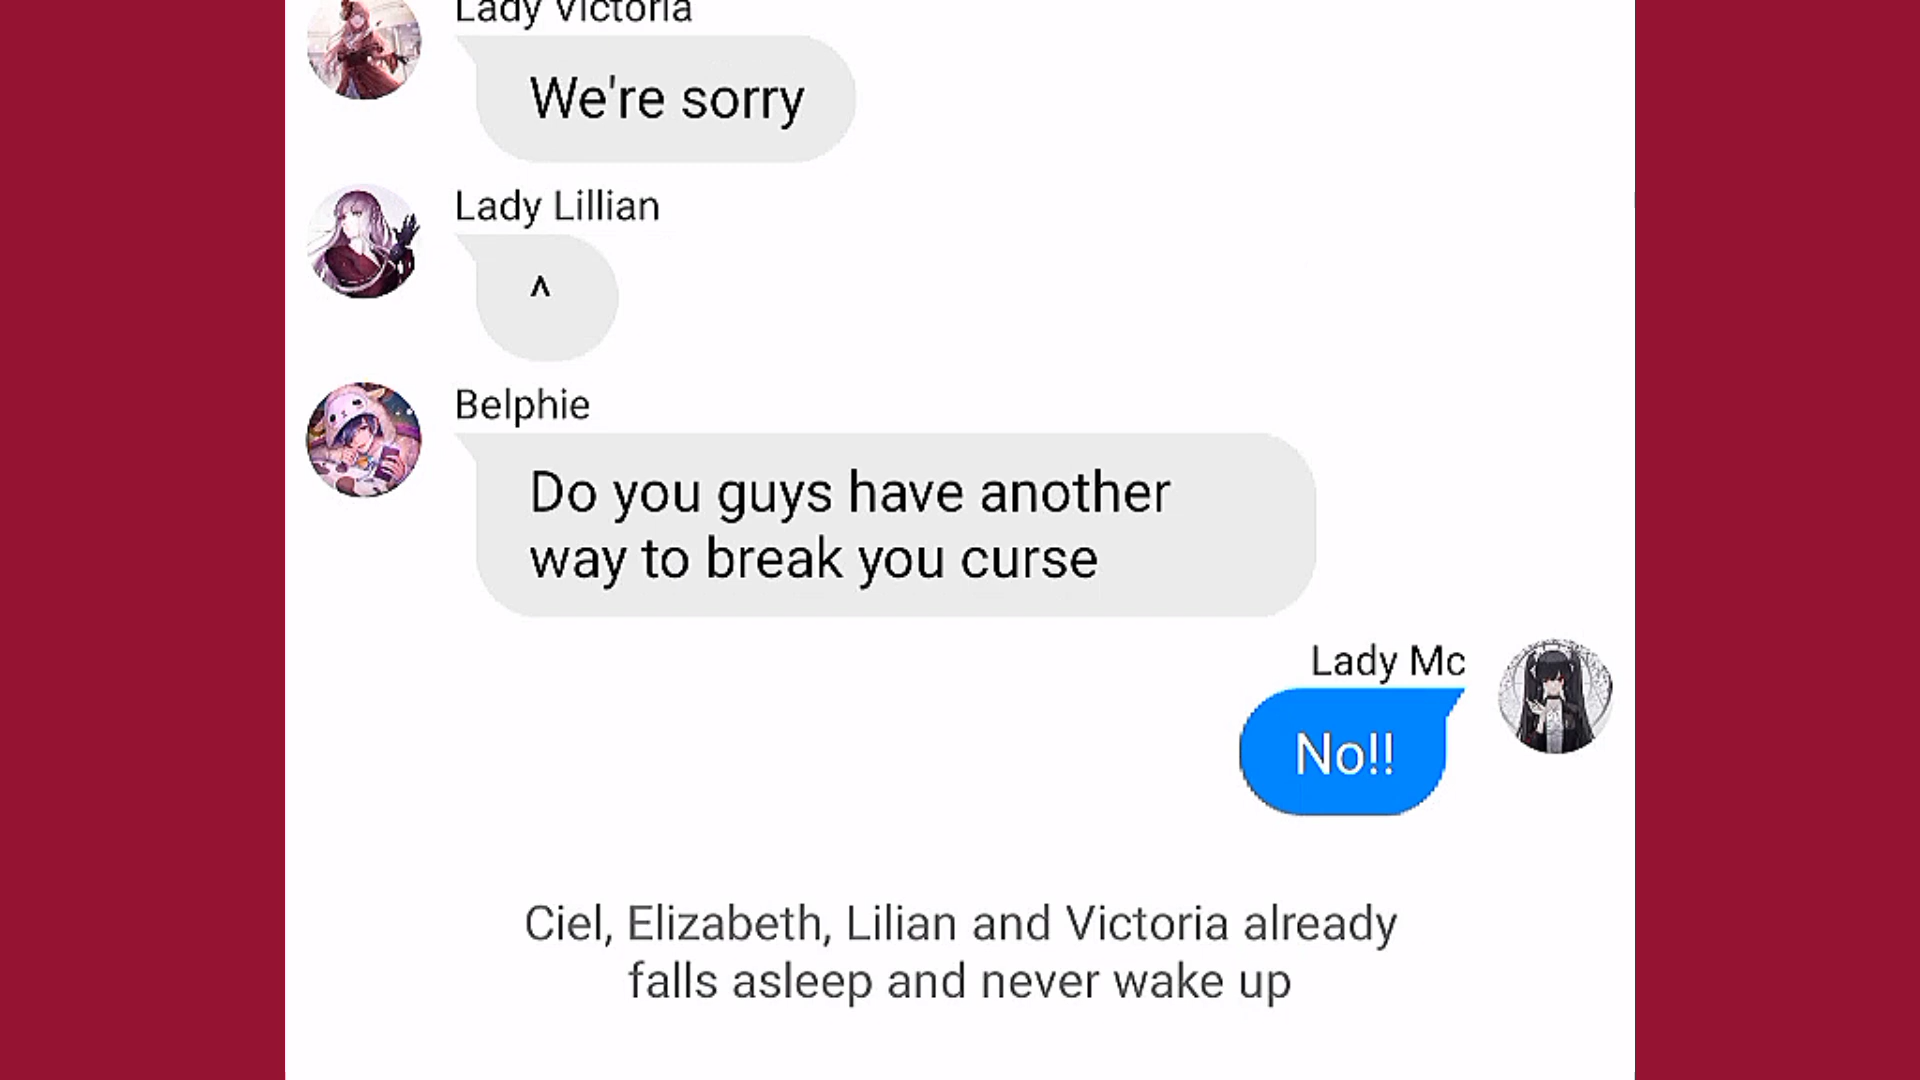 Lady Victoria
We're sorry
Lady Lillian
^
Belphie
Do you guys have another
way to break you curse
Lady Mc
No!!
Ciel, Elizabeth, Lilian and Victoria already
falls asleep and never wake up